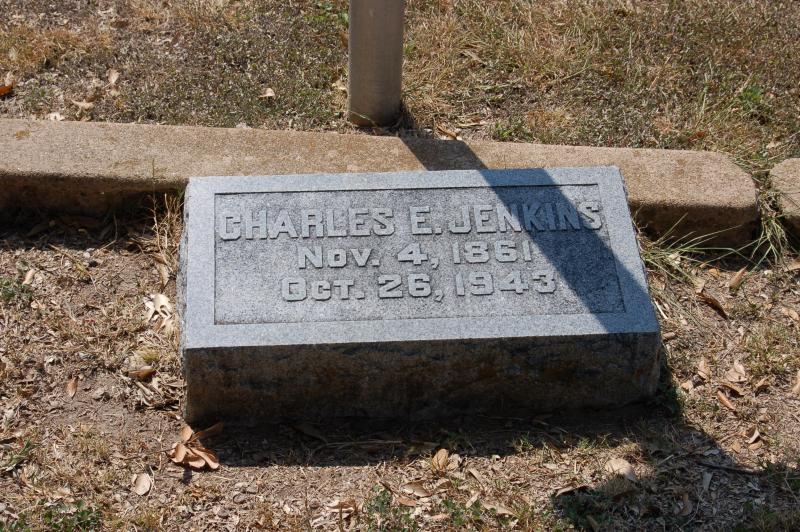 CHARLES E. JENKINS
NOV. 4, 1861
OCT. 26, 1943